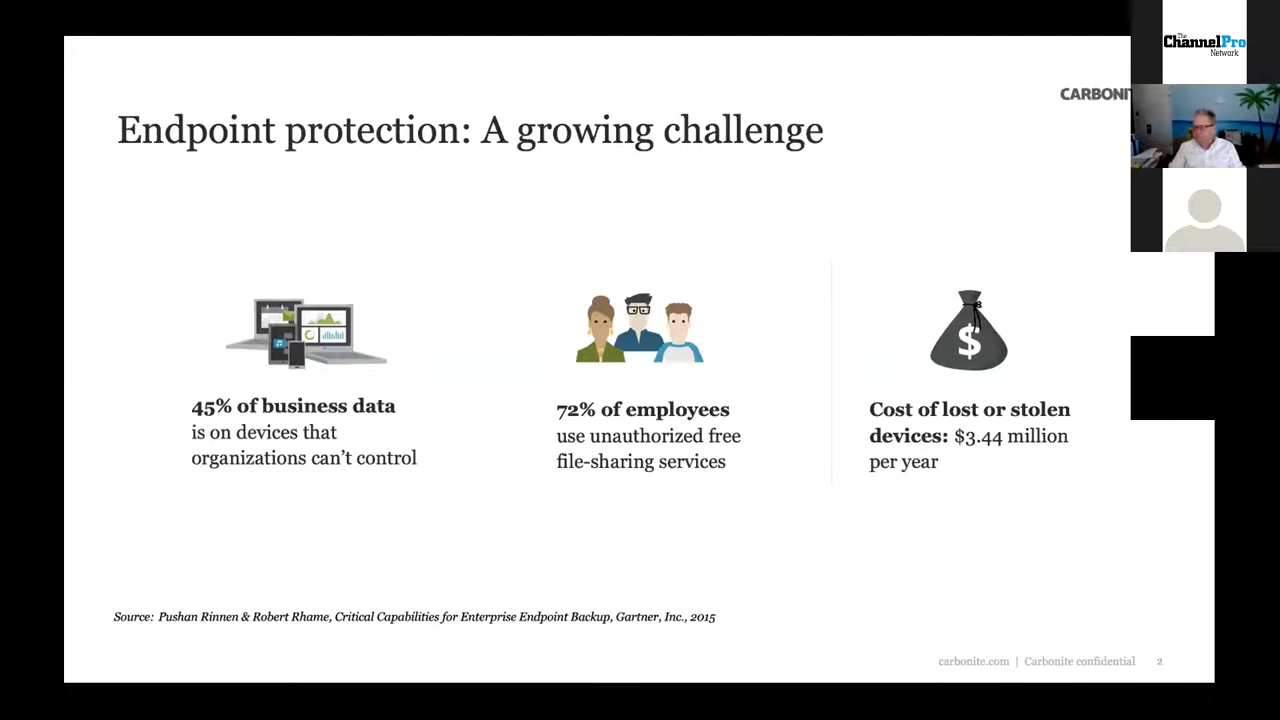 The
ChannelPro
Network
CARBONIT
Endpoint protection: A growing challenge
$
45% of business data
is on devices that
organizations can't control
72% of employees
use unauthorized free
file-sharing services
Cost of lost or stolen
devices: $3.44 million
per year
Source: Pushan Rinnen & Robert Rhame, Critical Capabilities for Enterprise Endpoint Backup, Gartner, Inc., 2015
carbonite.com | Carbonite confidential 2